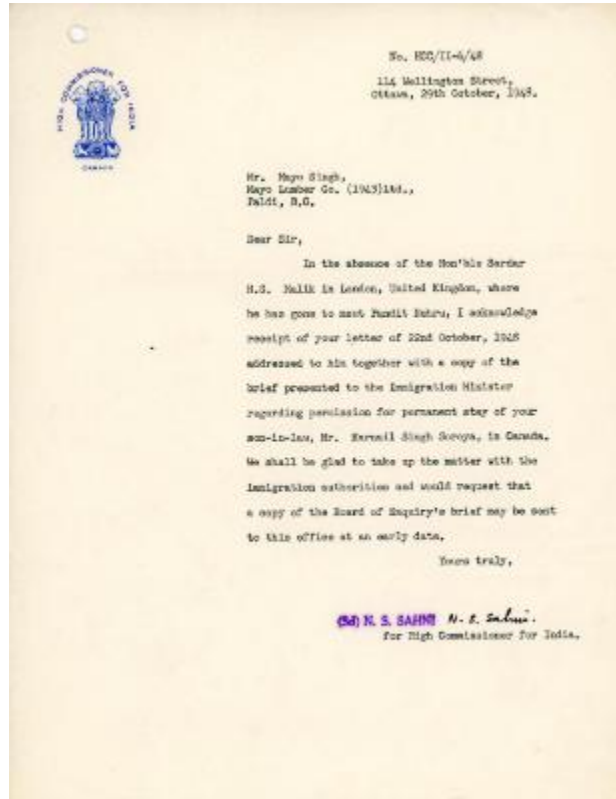 HIGH COMMISSIONER FOR INDIA
CANADA
No. HCC/II-4/48
114 Wellington Street,
Ottawa, 29th October, 1948.
Mr. Mayo Singh,
Mayo Lumber Co. (1943)Ltd.,
Paldi, B.C.
Dear Sir,
In the absence of the Hon'ble Sardar
H.S. Malik in London, United Kingdom, where
he has gone to meet Pandit Nehru, I acknowledge
receipt of your letter of 22nd October, 1948
addressed to him together with a copy of the
brief presented to the Immigration Minister
regarding permission for permanent stay of your
son-in-law, Mr. Karnail Singh Soroya, in Canada.
We shall be glad to take up the matter with the
immigration authorities and would request that
a copy of the Board of Enquiry's brief may be sent
to this office at an early date.
Yours truly,
(Sd) N. S. SAHNI N. S. Sahni.
for High Commissioner for India.